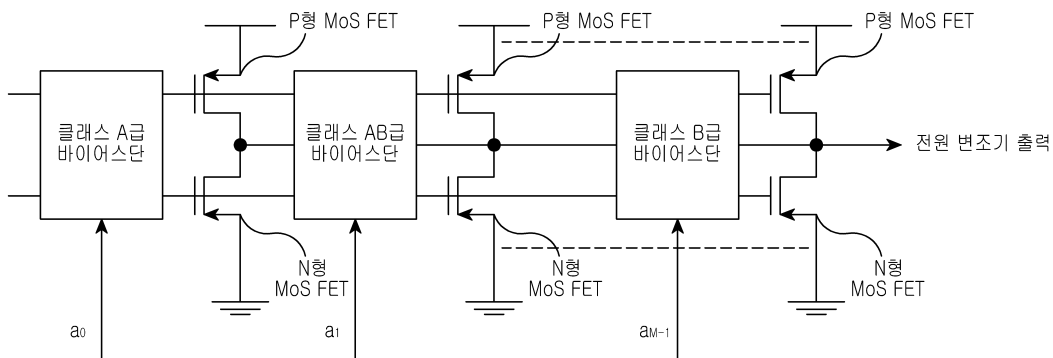 P형 MoS FET
P형 MoS FET
P형 MoS FET
클래스 A급
바이어스단
클래스 AB급
바이어스단
클래스 B급
바이어스단
전원 변조기 출력
N형
MoS FET
N형
MoS FET
N형
MoS FET
a0
a1
aM-1